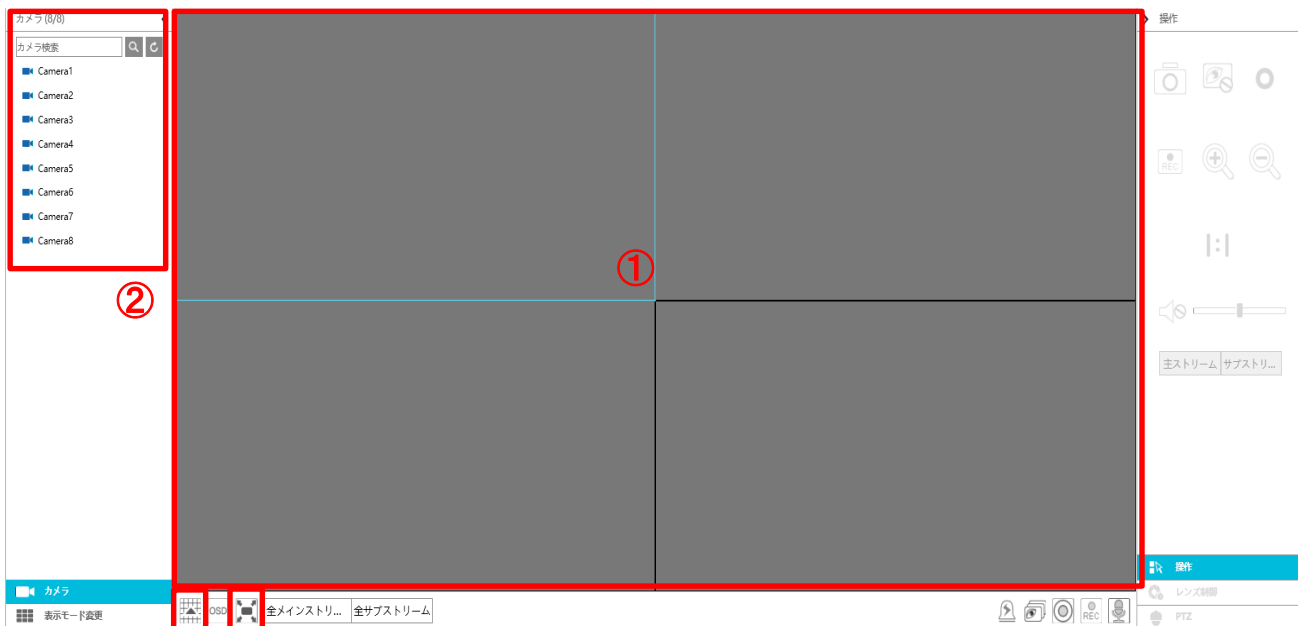 カメラ (8/8)
カメラ検索
Camera1
Camera2
Camera3
Camera4
Camera5
Camera6
Camera7
Camera8
②
カメラ
表示モード変更
①
OSD
全メインストリ...
全サブストリーム
REC
操作
REC
1:1
主ストリーム
サブストリ...
操作
レンズ制御
PTZ